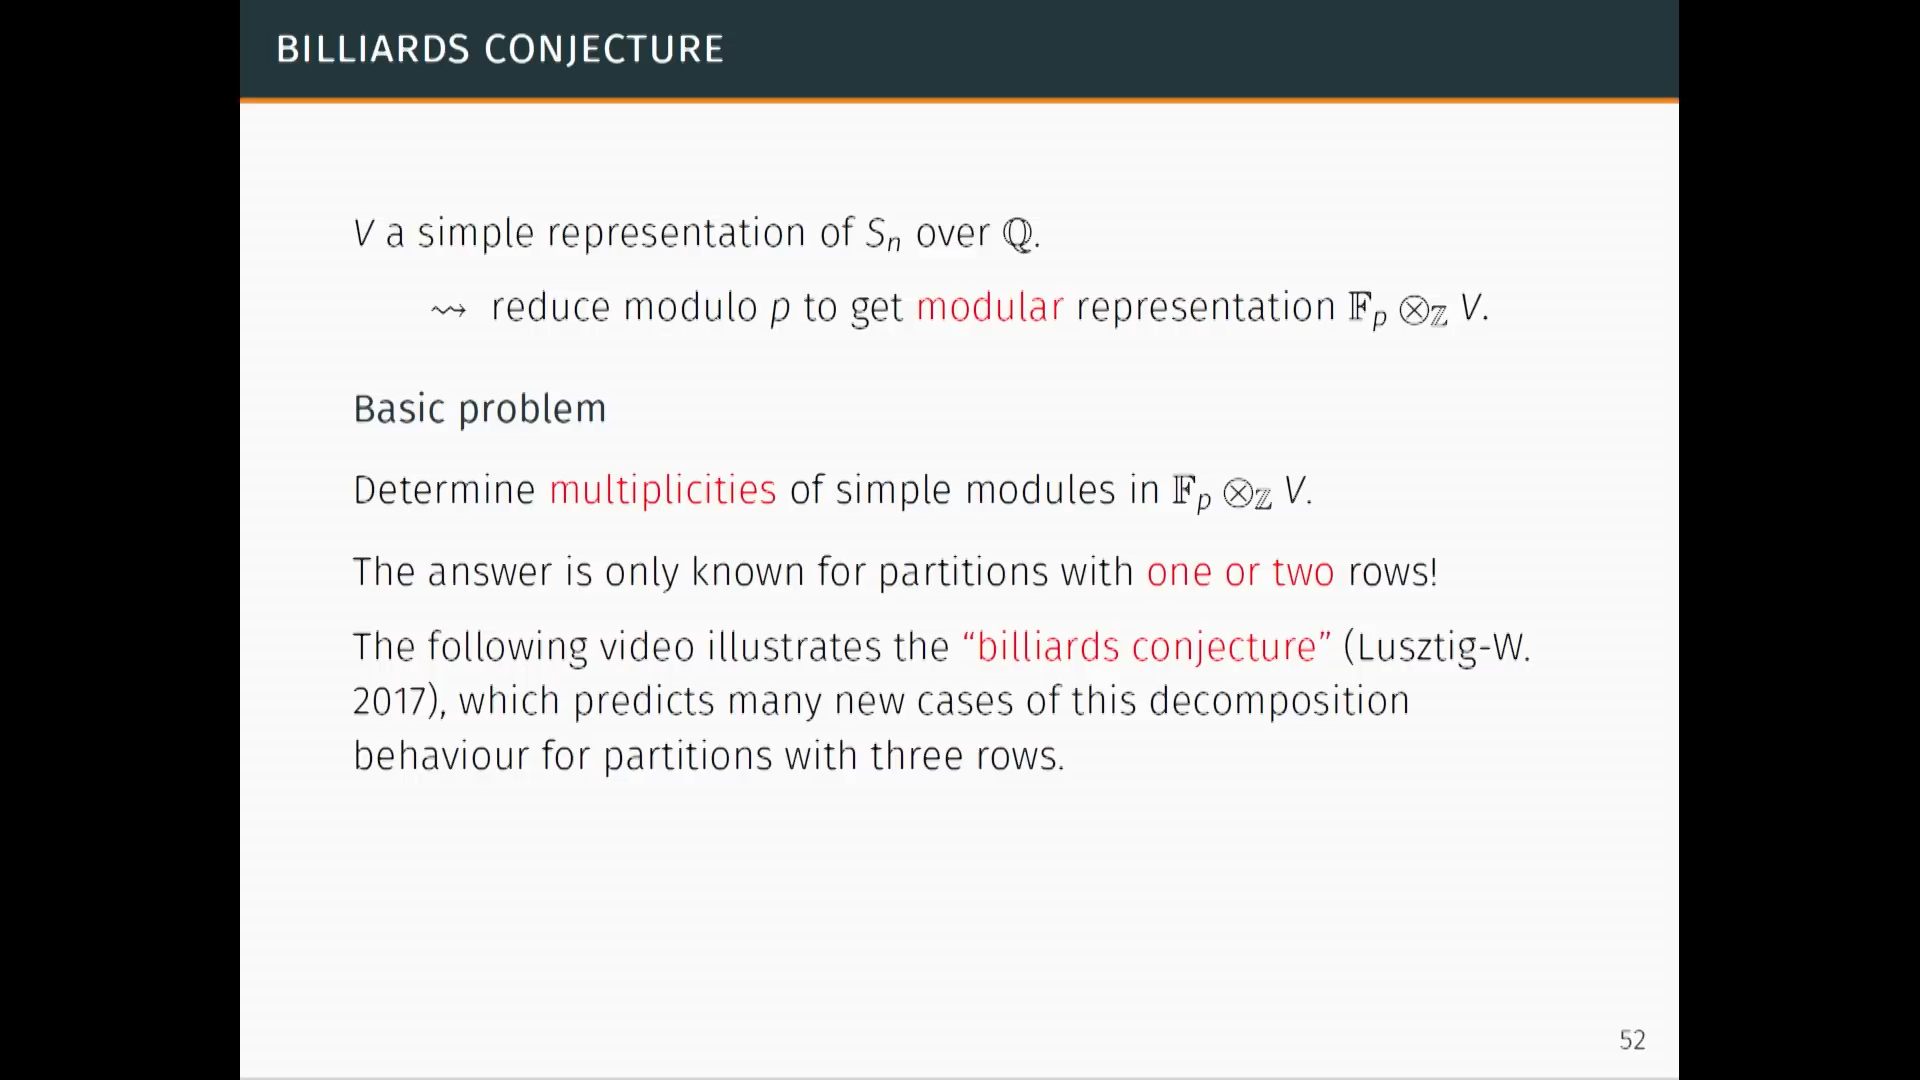 BILLIARDS CONJECTURE
V a simple representation of Sₙ over ℚ.
⇝ reduce modulo p to get modular representation 𝔽ₚ ⊗_ℤ V.
Basic problem
Determine multiplicities of simple modules in 𝔽ₚ ⊗_ℤ V.
The answer is only known for partitions with one or two rows!
The following video illustrates the “billiards conjecture” (Lusztig-W.
2017), which predicts many new cases of this decomposition
behaviour for partitions with three rows.
52